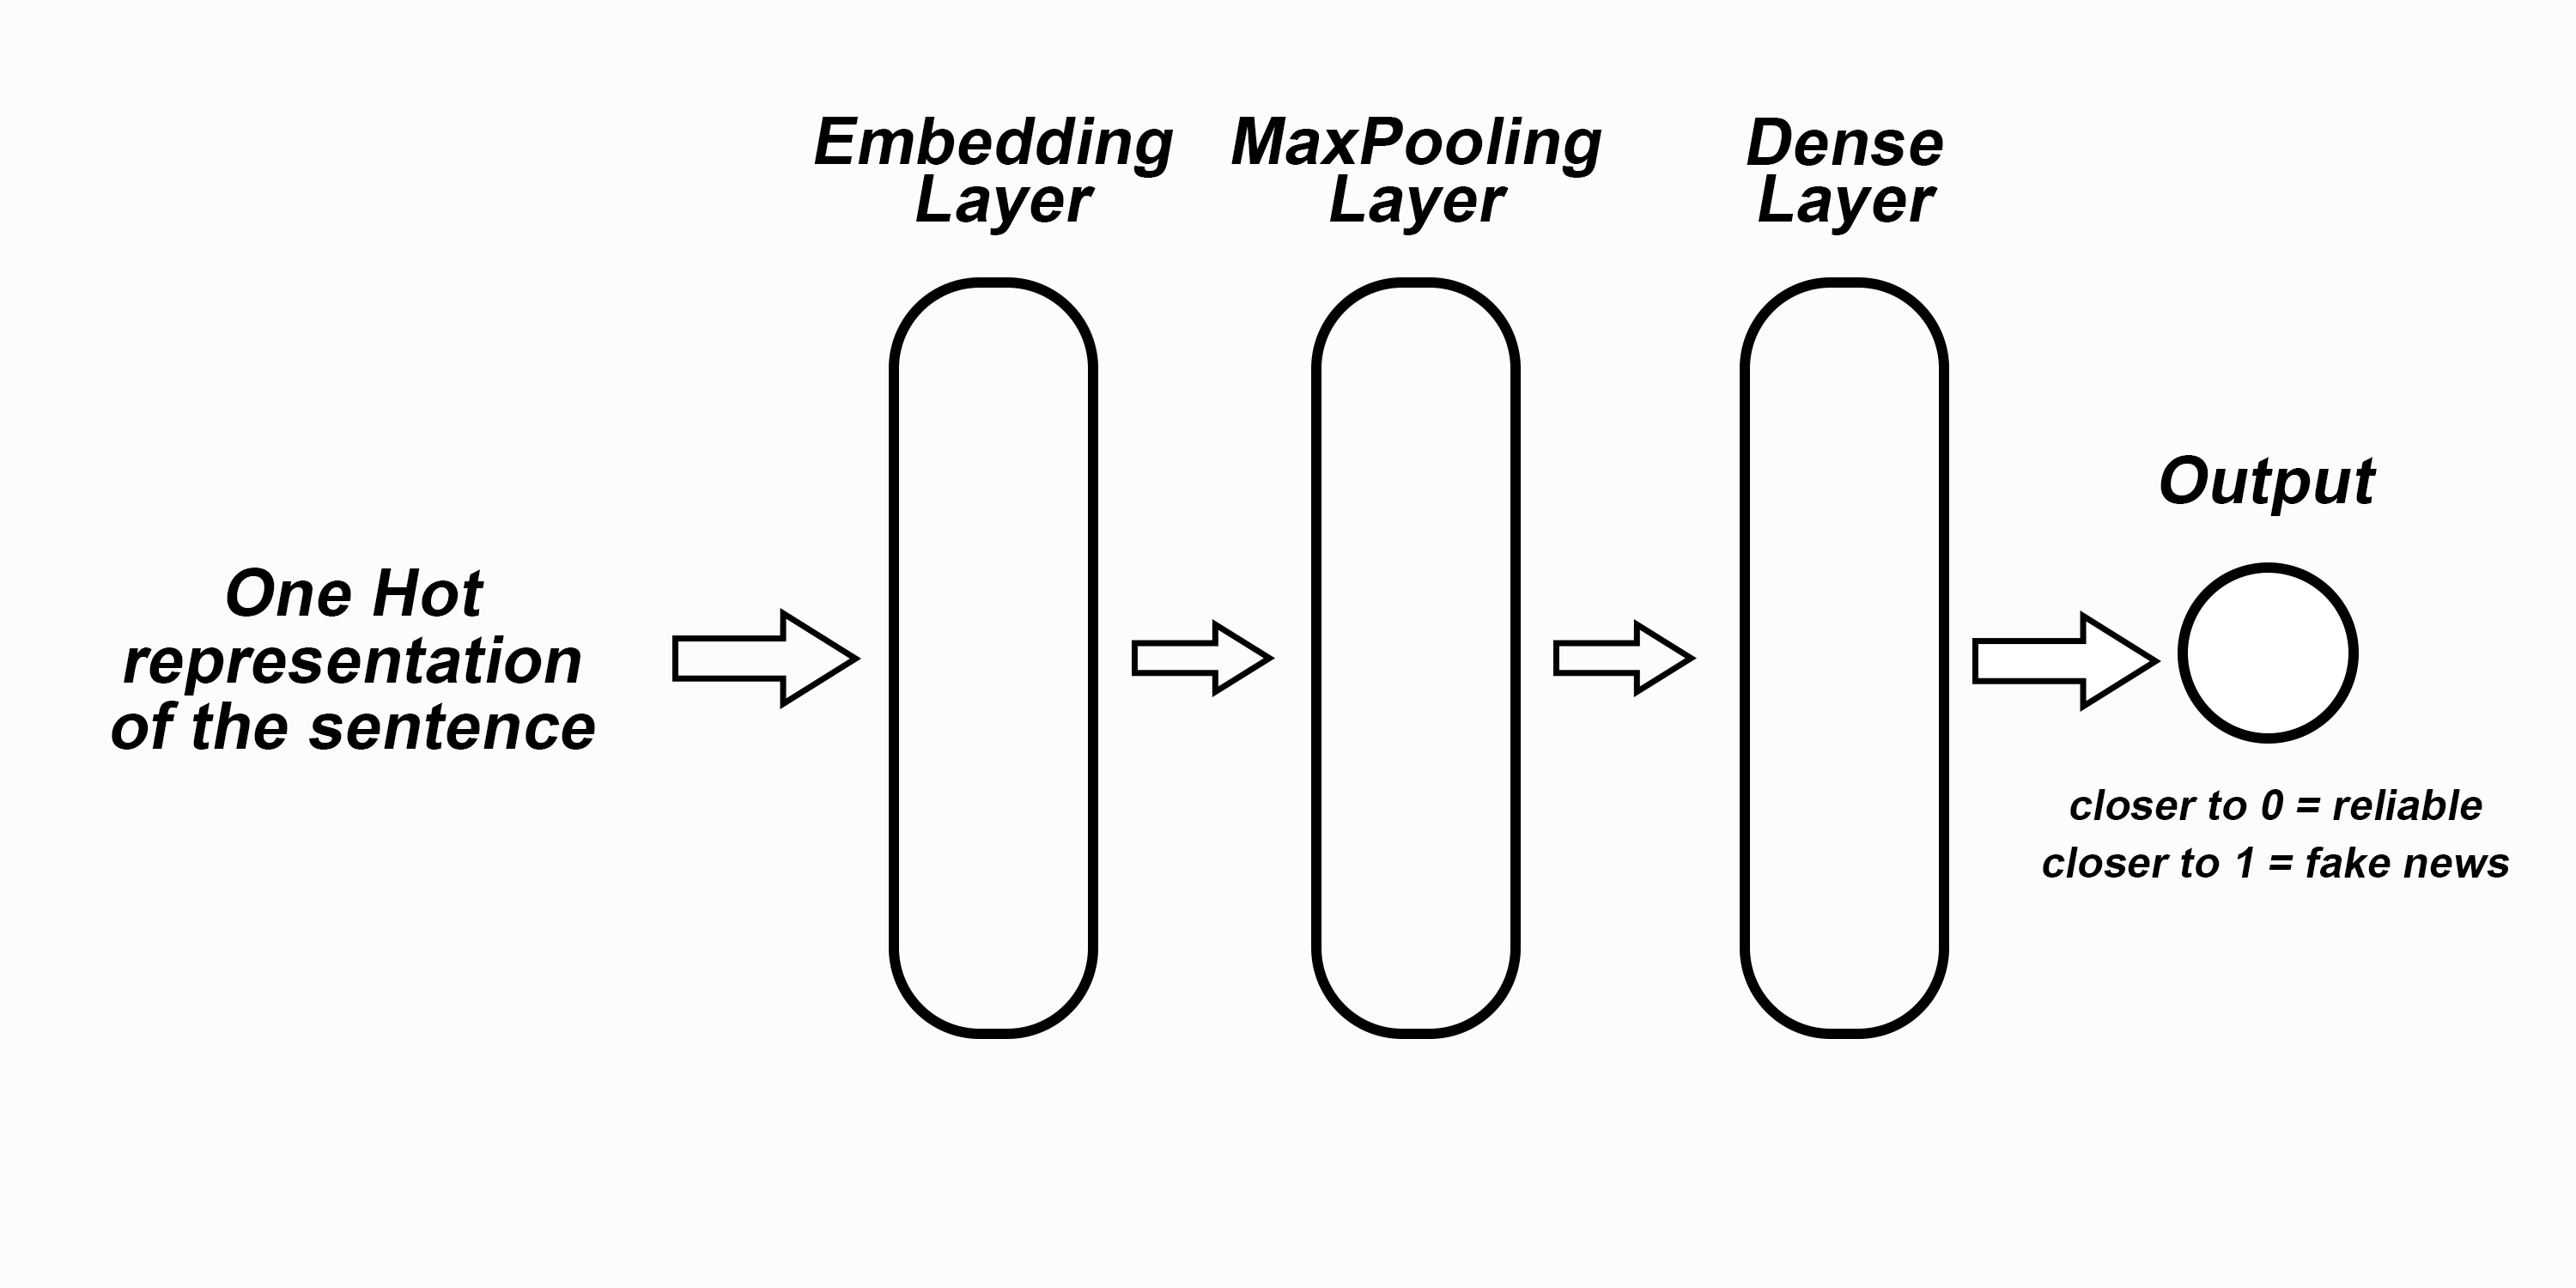 Embedding
Layer
MaxPooling
Layer
Dense
Layer
Output
One Hot
representation
of the sentence
closer to 0 = reliable
closer to 1 = fake news